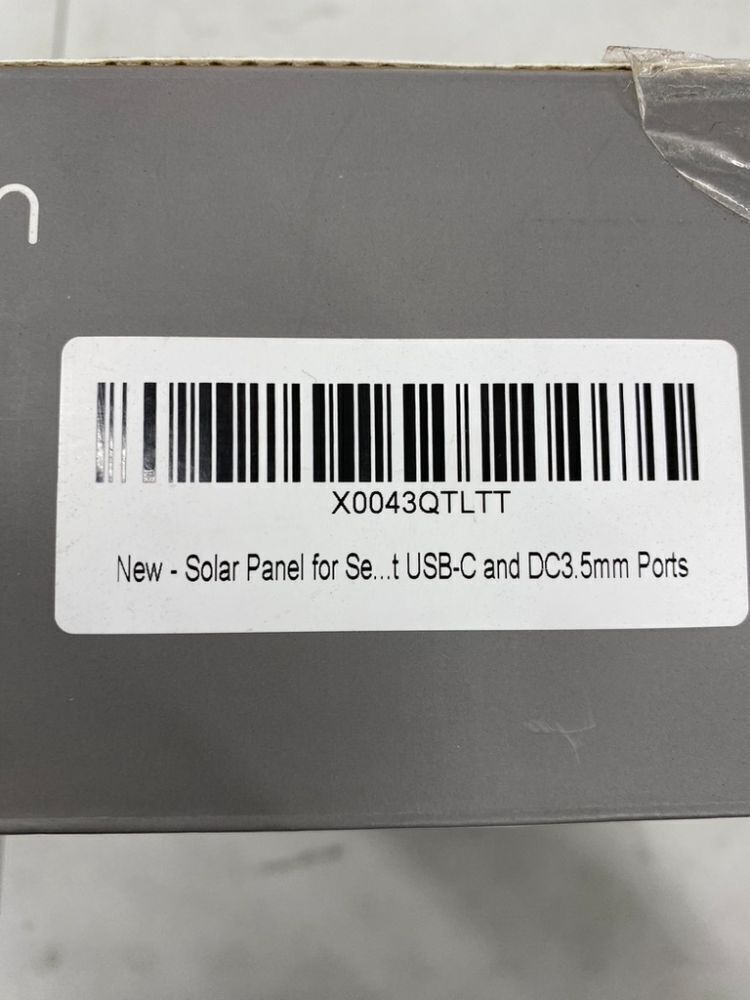 n
X0043QTLTT
New - Solar Panel for Se...t USB-C and DC3.5mm Ports